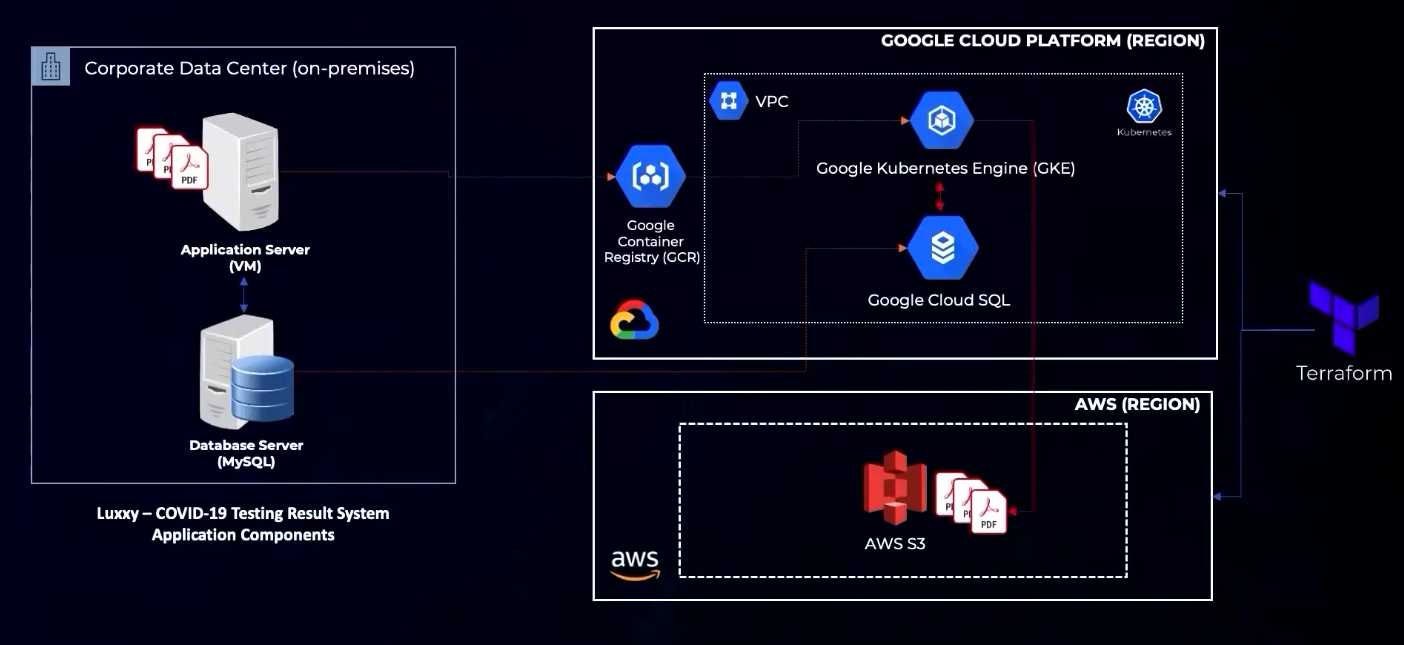 Corporate Data Center (on-premises)
PDF
Application Server
(VM)
Database Server
(MySQL)
Luxxy – COVID-19 Testing Result System
Application Components
GOOGLE CLOUD PLATFORM (REGION)
VPC
Kubernetes
Google Kubernetes Engine (GKE)
Google
Container
Registry (GCR)
Google Cloud SQL
AWS (REGION)
PDF
AWS S3
aws
Terraform